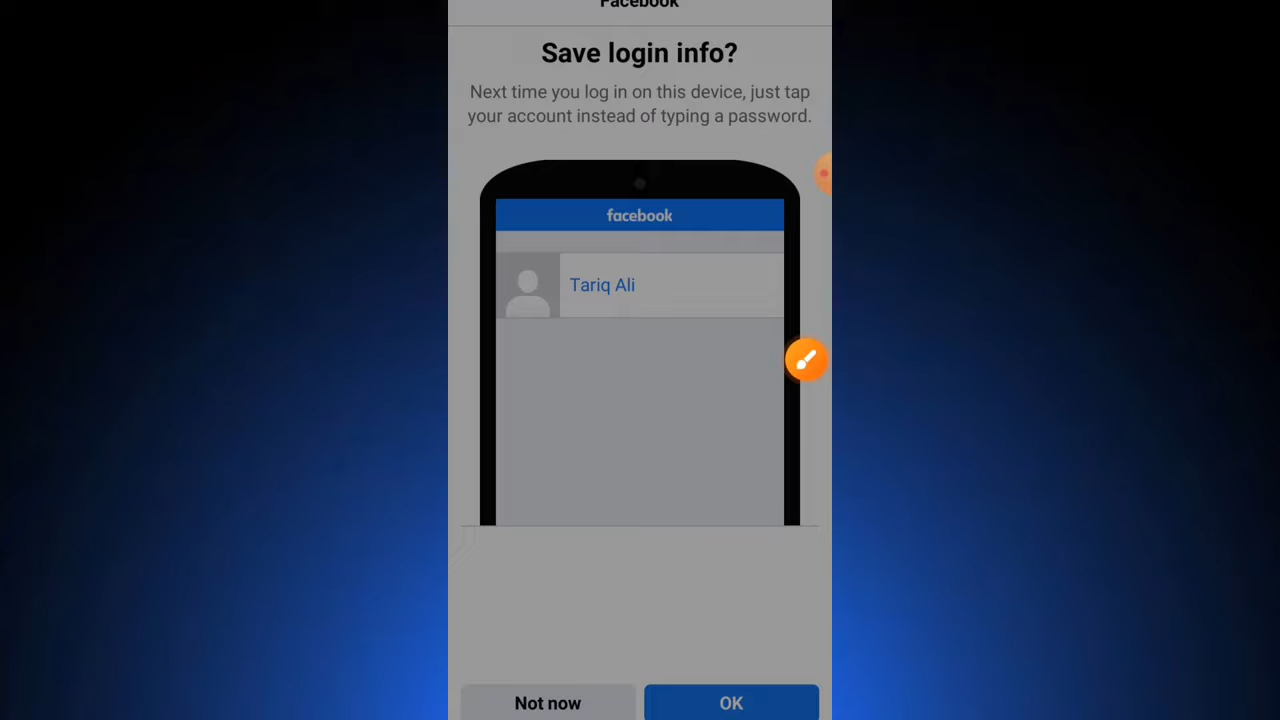 Facebook
Save login info?
Next time you log in on this device, just tap
your account instead of typing a password.
facebook
Tariq Ali
Not now
OK